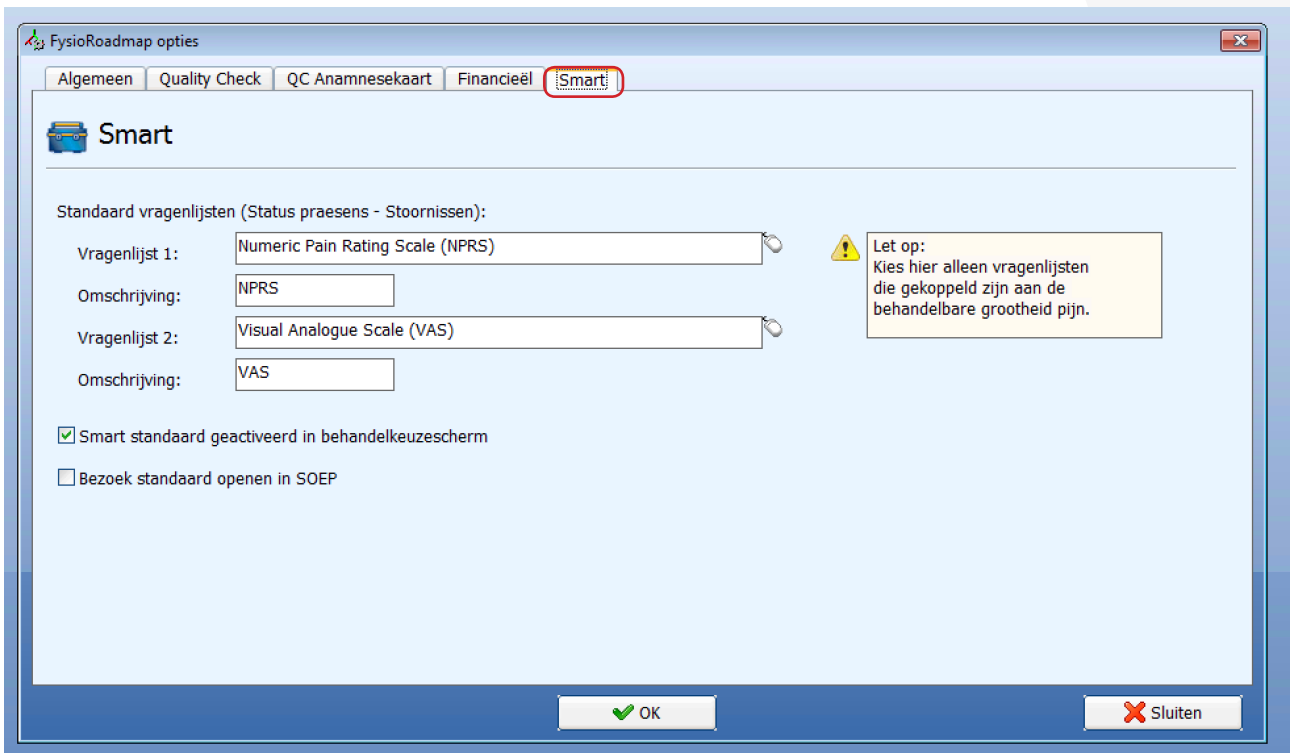 FysioRoadmap opties
Algemeen
Quality Check
QC Anamnesekaart
Financieël
Smart
Smart
Standaard vragenlijsten (Status praesens - Stoornissen):
Vragenlijst 1:
Numeric Pain Rating Scale (NPRS)
Omschrijving:
NPRS
Vragenlijst 2:
Visual Analogue Scale (VAS)
Omschrijving:
VAS
Let op:
Kies hier alleen vragenlijsten
die gekoppeld zijn aan de
behandelbare grootheid pijn.
Smart standaard geactiveerd in behandelkeuzescherm
Bezoek standaard openen in SOEP
OK
Sluiten